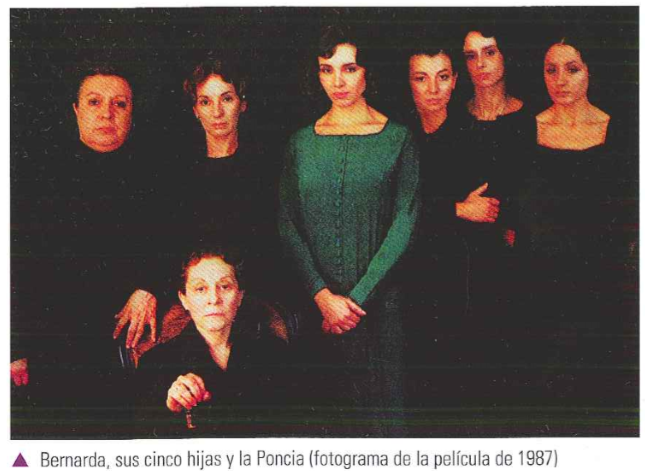 Bernarda, sus cinco hijas y la Poncia (fotograma de la película de 1987)